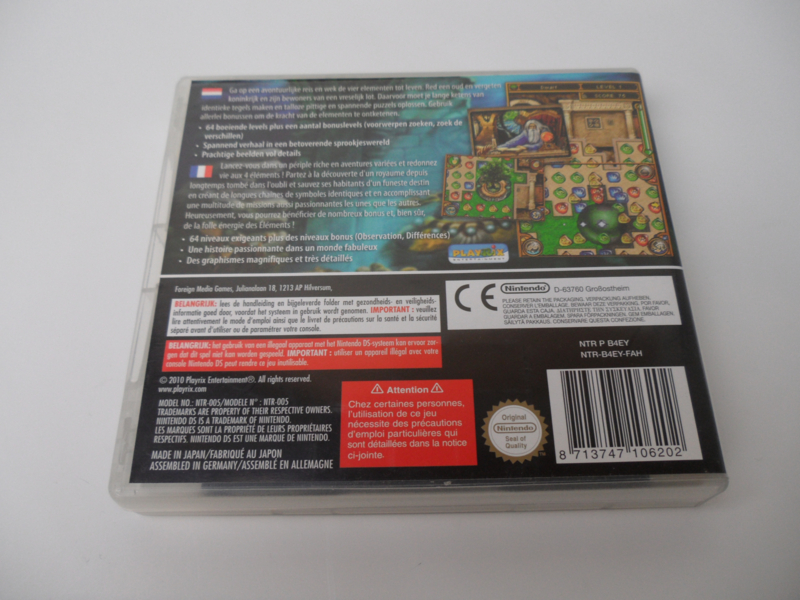 Ga op een avontuurlijke reis en wek de vier elementen tot leven! Red een oud en vergeten
koninkrijk en zijn bewoners van een vreselijk lot. Daarvoor moet je lange ketens van
identieke tegels maken en talloze pittige en spannende puzzels oplossen. Gebruik
allerlei bonussen om de kracht van de elementen te ontketenen.
• 64 boeiende levels plus een aantal bonuslevels (voorwerpen zoeken, zoek de
verschillen)
• Spannend verhaal in een betoverende sprookjeswereld
• Prachtige beelden vol details
Lancez-vous dans un périple riche en aventures variées et redonnez
vie aux 4 éléments ! Partez à la découverte d'un royaume depuis
longtemps tombé dans l'oubli et sauvez ses habitants d'un funeste destin
en créant de longues chaînes de symboles identiques et en accomplissant
une multitude de missions aussi passionnantes les unes que les autres.
Heureusement, vous pourrez bénéficier de nombreux bonus et, bien sûr,
de la folle énergie des Éléments !
• 64 niveaux exigeants plus des niveaux bonus (Observation, Différences)
• Une histoire passionnante dans un monde fabuleux
• Des graphismes magnifiques et très détaillés
PLAYRIX
LEVEL
Foreign Media Games, Julianalaan 18, 1213 AP Hilversum,
BELANGRIJK: lees de handleiding en bijgeleverde folder met gezondheids- en veiligheids-
informatie goed door, voordat het systeem in gebruik wordt genomen. IMPORTANT : veuillez
lire attentivement le mode d'emploi ainsi que le livret de précautions sur la santé et la sécurité
séparé avant d'utiliser ou de paramétrer votre console.
BELANGRIJK: het gebruik van een illegaal apparaat met het Nintendo DS-systeem kan ervoor zor-
gen dat dit spel niet kan worden gespeeld. IMPORTANT : utiliser un appareil illégal avec votre
console Nintendo DS peut rendre ce jeu inutilisable.
© 2010 Playrix Entertainment®. All rights reserved.
www.playrix.com
MODEL NO.: NTR-005/MODÈLE N° : NTR-005
TRADEMARKS ARE PROPERTY OF THEIR RESPECTIVE OWNERS.
NINTENDO DS IS A TRADEMARK OF NINTENDO.
LES MARQUES SONT LA PROPRIÉTÉ DE LEURS PROPRIÉTAIRES
RESPECTIFS. NINTENDO DS EST UNE MARQUE DE NINTENDO.
MADE IN JAPAN/FABRIQUÉ AU JAPON
ASSEMBLED IN GERMANY/ASSEMBLÉ EN ALLEMAGNE
⚠ Attention ⚠
Chez certaines personnes,
l'utilisation de ce jeu
nécessite des précautions
d'emploi particulières qui
sont détaillées dans la notice
ci-jointe.
CE
Nintendo
D-63760 Großostheim
PLEASE RETAIN THE PACKAGING. VERPACKUNG AUFHEBEN.
CONSERVER L'EMBALLAGE. BEWAAR DEZE VERPAKKING. POR FAVOR,
GUARDA ESTA CAJA.
GUARDAR A EMBALAGEM. SPARA FÖRPACKNINGEN. GEM EMBALLAGEN.
SÄILYTÄ PAKKAUS. CONSERVARE QUESTA CONFEZIONE.
NTR P B4EY
NTR-B4EY-FAH
Original
Nintendo
Seal of
Quality
8 713747 106202